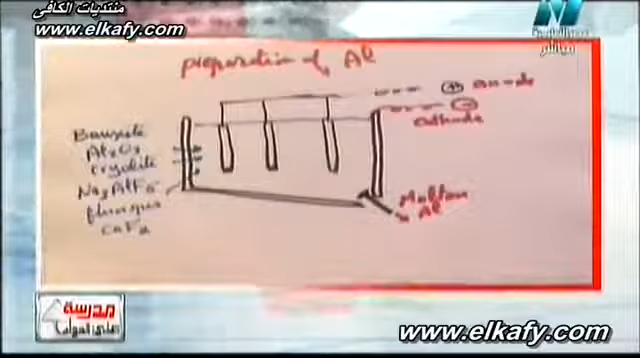 منتديات الكافى
www.elkafy.com
مباشر
preparation of Al
⊕ anode
⊖
cathode
Bauxite
Al2O3
cryolite
Na3AlF6
CaF2
Molten
Al
مدرسة
على الهواء
www.elkafy.com